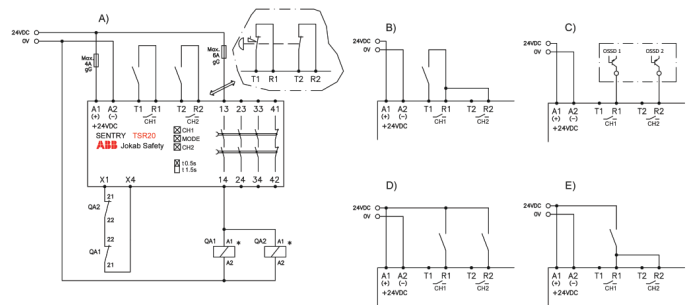 A)
24VDC
0V
Max.
4A
gG
Max.
6A
gG
T1 R1 T2 R2
A1 A2 T1 R1 T2 R2 13 23 33 41
(+) (−) CH1 CH2
+24VDC
SENTRY TSR20
ABB Jokab Safety
CH1
MODE
CH2
t0.5s
t1.5s
X1 X4 14 24 34 42
21
QA2
22
22
QA1
21
QA1 A1 *
A2
QA2 A1 *
A2
B)
24VDC
0V
A1 A2 T1 R1 T2 R2
(+) (−) CH1 CH2
+24VDC
C)
24VDC
0V
OSSD 1 OSSD 2
A1 A2 T1 R1 T2 R2
(+) (−) CH1 CH2
+24VDC
D)
24VDC
0V
A1 A2 T1 R1 T2 R2
(+) (−) CH1 CH2
+24VDC
E)
24VDC
0V
A1 A2 T1 R1 T2 R2
(+) (−) CH1 CH2
+24VDC